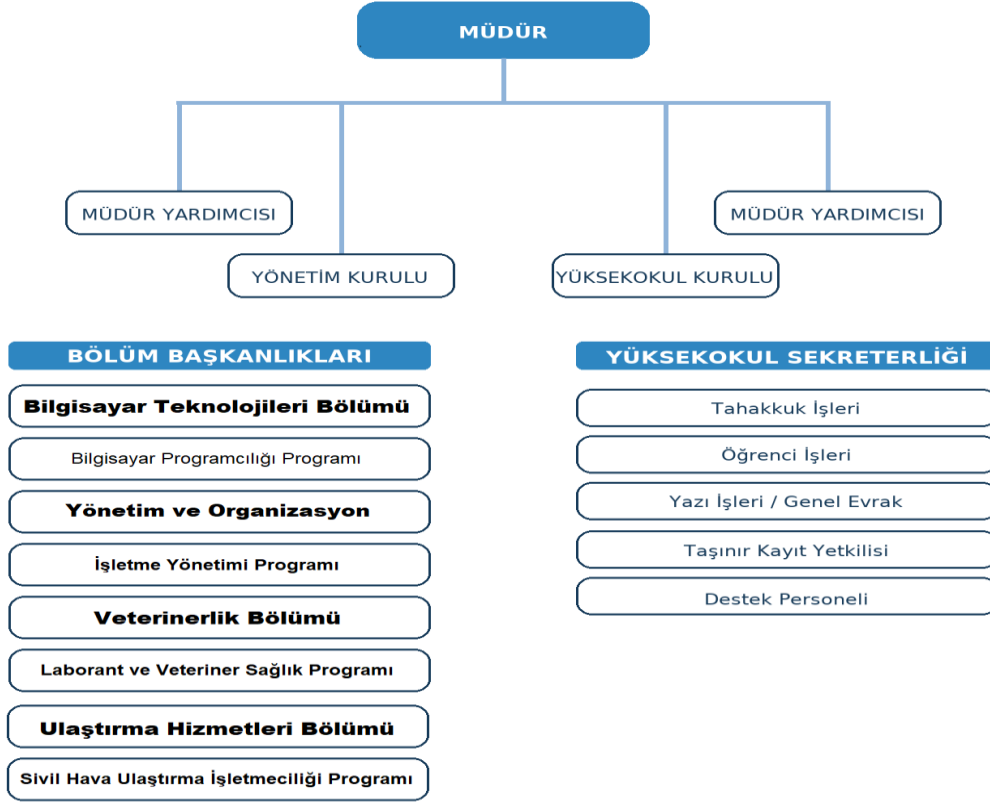 MÜDÜR
MÜDÜR YARDIMCISI
MÜDÜR YARDIMCISI
YÖNETİM KURULU
YÜKSEKOKUL KURULU
BÖLÜM BAŞKANLIKLARI
Bilgisayar Teknolojileri Bölümü
Bilgisayar Programcılığı Programı
Yönetim ve Organizasyon
İşletme Yönetimi Programı
Veterinerlik Bölümü
Laborant ve Veteriner Sağlık Programı
Ulaştırma Hizmetleri Bölümü
Sivil Hava Ulaştırma İşletmeciliği Programı
YÜKSEKOKUL SEKRETERLİĞİ
Tahakkuk İşleri
Öğrenci İşleri
Yazı İşleri / Genel Evrak
Taşınır Kayıt Yetkilisi
Destek Personeli